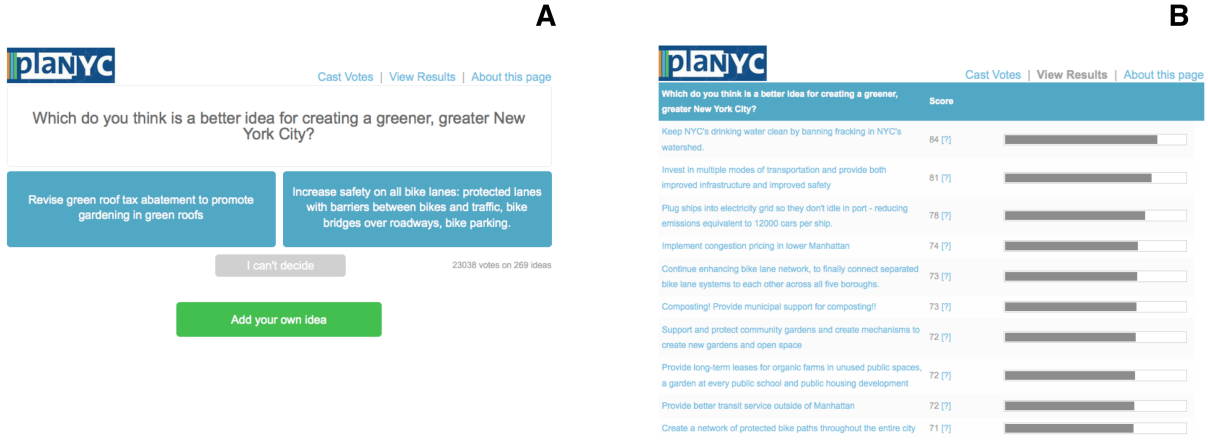 A
plaNYC
Cast Votes | View Results | About this page
Which do you think is a better idea for creating a greener, greater New
York City?
Revise green roof tax abatement to promote
gardening in green roofs
Increase safety on all bike lanes: protected lanes
with barriers between bikes and traffic, bike
bridges over roadways, bike parking.
I can't decide
23038 votes on 269 ideas
Add your own idea
B
plaNYC
Cast Votes | View Results | About this page
Which do you think is a better idea for creating a greener,
greater New York City?
Score
Keep NYC's drinking water clean by banning fracking in NYC's
watershed.
84 [?]
Invest in multiple modes of transportation and provide both
improved infrastructure and improved safety
81 [?]
Plug ships into electricity grid so they don't idle in port - reducing
emissions equivalent to 12000 cars per ship.
78 [?]
Implement congestion pricing in lower Manhattan
74 [?]
Continue enhancing bike lane network, to finally connect separated
bike lane systems to each other across all five boroughs.
73 [?]
Composting! Provide municipal support for composting!!
73 [?]
Support and protect community gardens and create mechanisms to
create new gardens and open space
72 [?]
Provide long-term leases for organic farms in unused public spaces,
a garden at every public school and public housing development
72 [?]
Provide better transit service outside of Manhattan
72 [?]
Create a network of protected bike paths throughout the entire city
71 [?]